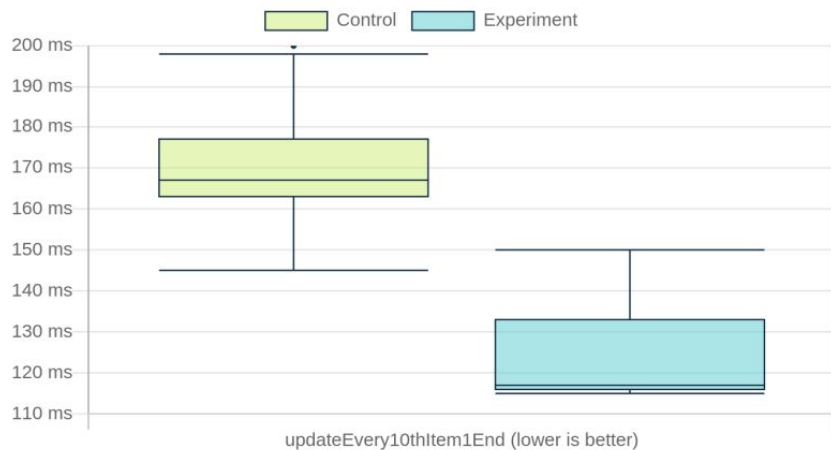 Control Experiment
200 ms
190 ms
180 ms
170 ms
160 ms
150 ms
140 ms
130 ms
120 ms
110 ms
updateEvery10thItem1End (lower is better)